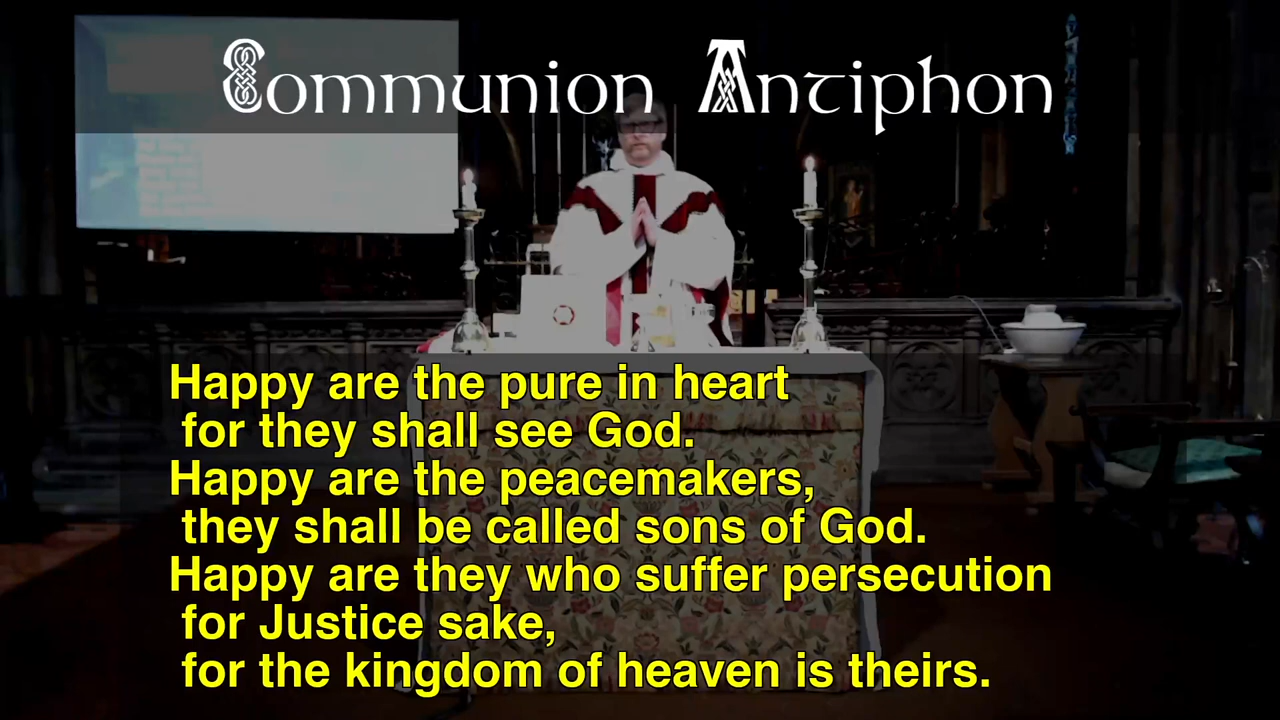 Communion Antiphon
Happy are the pure in heart
for they shall see God.
Happy are the peacemakers,
they shall be called sons of God.
Happy are they who suffer persecution
for Justice sake,
for the kingdom of heaven is theirs.